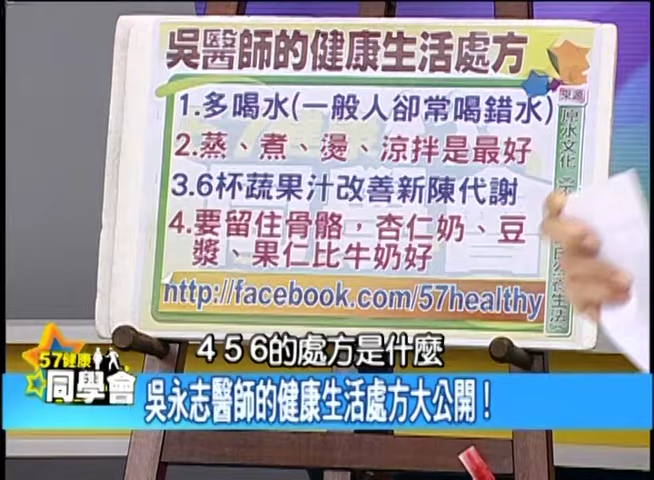 吳醫師的健康生活處方
1.多喝水(一般人卻常喝錯水)
2.蒸、煮、燙、涼拌是最好
3.6杯蔬果汁改善新陳代謝
4.要留住骨骼，杏仁奶、豆
漿、果仁比牛奶好
http://facebook.com/57healthy
原水文化
456的處方是什麼
57健康
同學會
吳永志醫師的健康生活處方大公開！